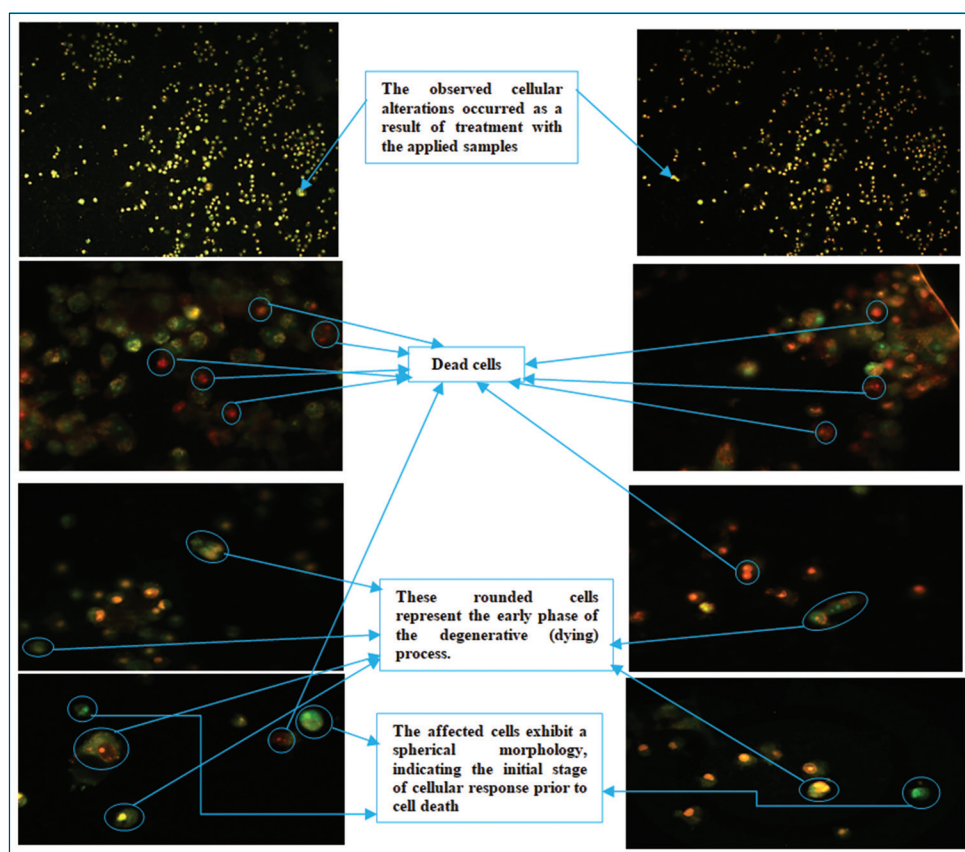 The observed cellular
alterations occurred as a
result of treatment with
the applied samples
Dead cells
These rounded cells
represent the early phase of
the degenerative (dying)
process.
The affected cells exhibit a
spherical morphology,
indicating the initial stage
of cellular response prior to
cell death